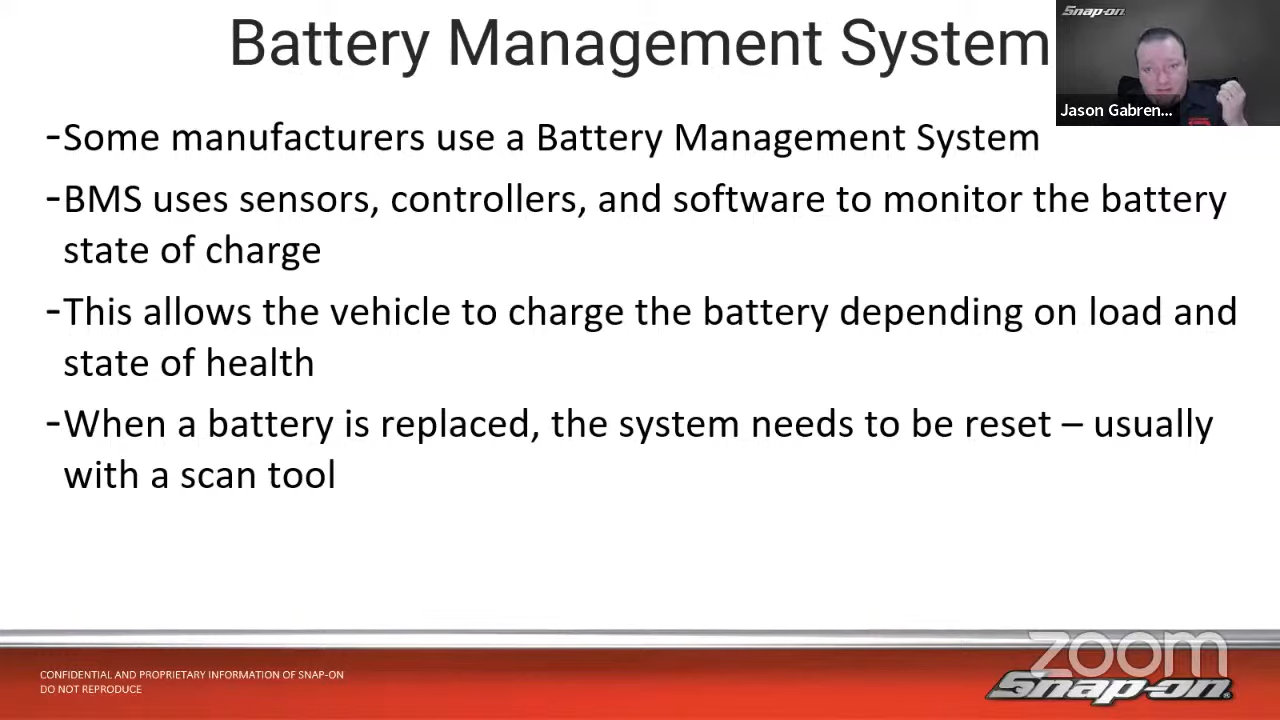 Battery Management System
Snap-on
Jason Gabren...
-Some manufacturers use a Battery Management System
-BMS uses sensors, controllers, and software to monitor the battery
state of charge
-This allows the vehicle to charge the battery depending on load and
state of health
-When a battery is replaced, the system needs to be reset – usually
with a scan tool
CONFIDENTIAL AND PROPRIETARY INFORMATION OF SNAP-ON
DO NOT REPRODUCE
zoom
Snap-on®